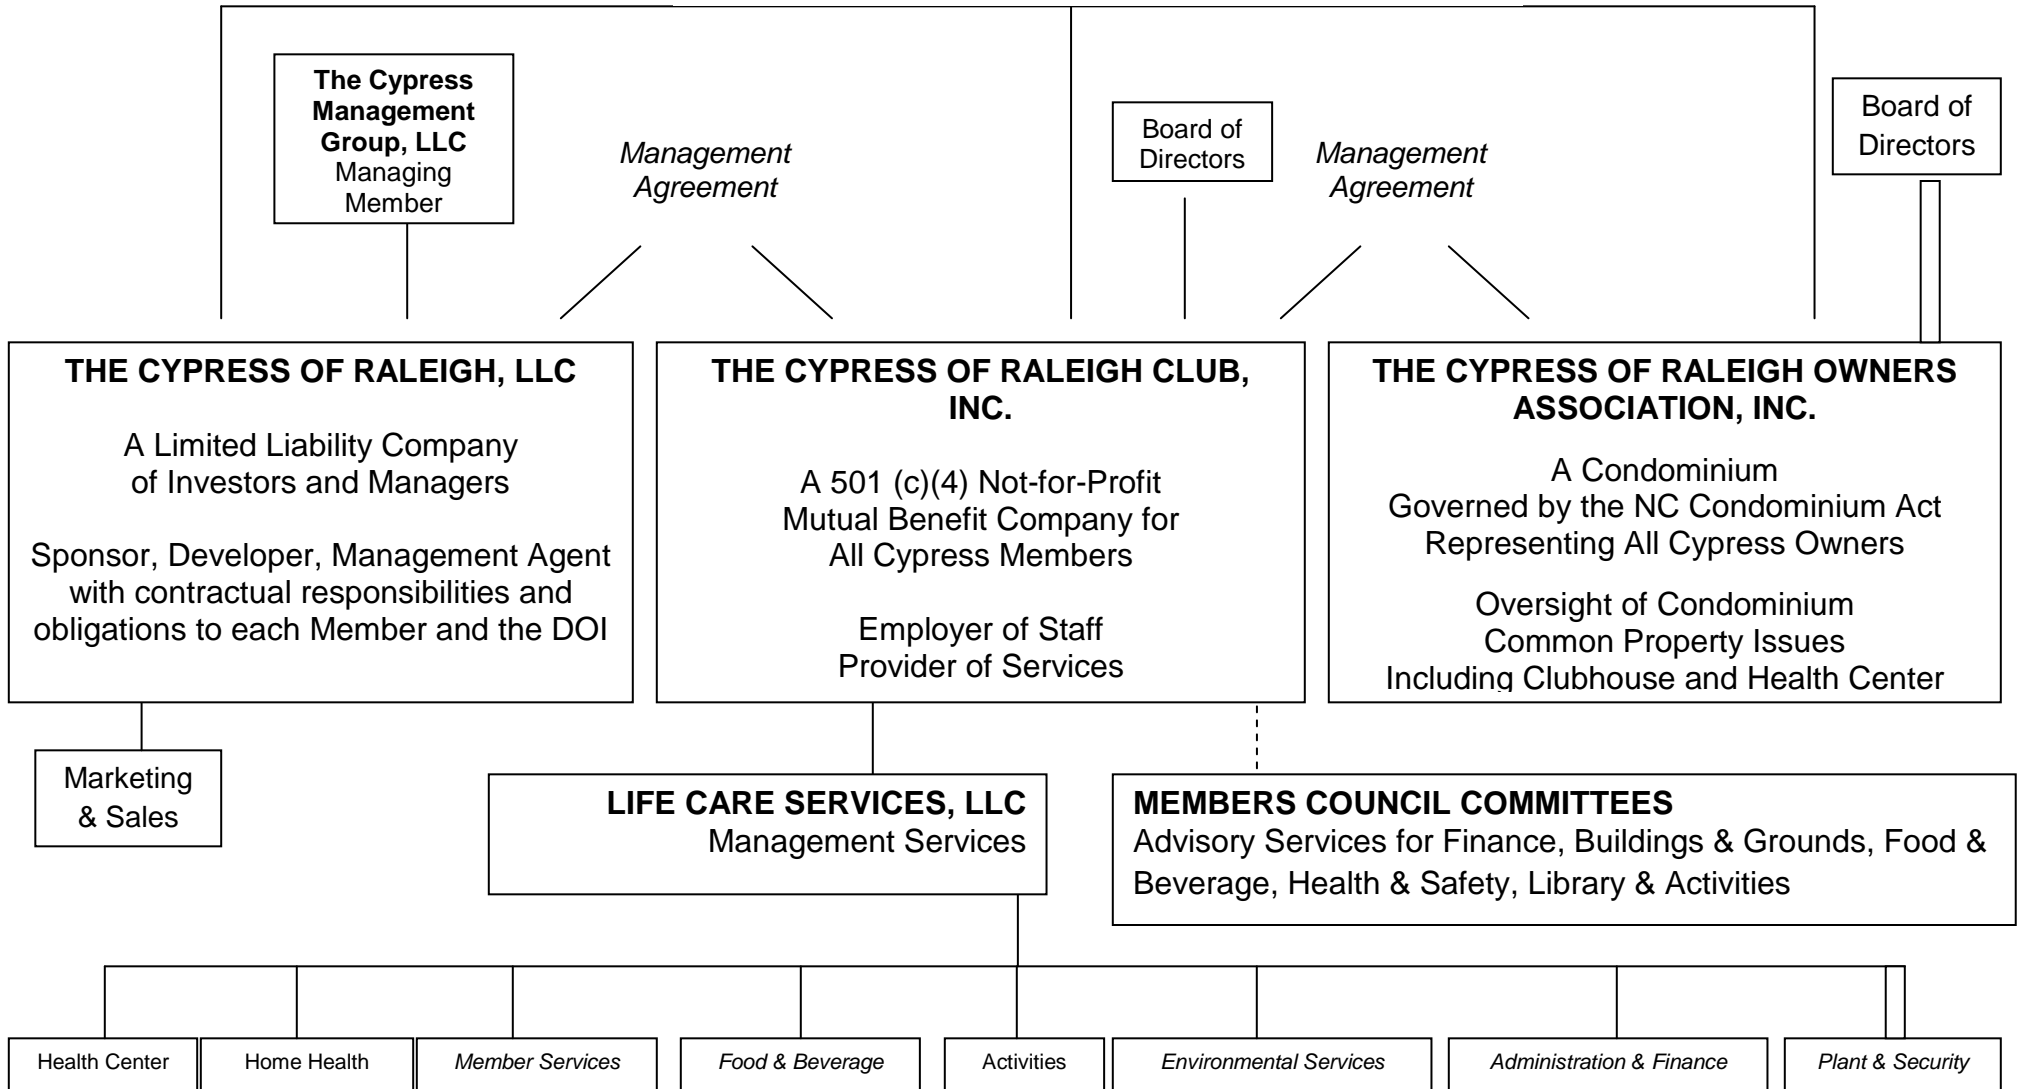 The Cypress
Management
Group, LLC
Managing
Member
Management
Agreement
Board of
Directors
Management
Agreement
Board of
Directors
THE CYPRESS OF RALEIGH, LLC
A Limited Liability Company
of Investors and Managers
Sponsor, Developer, Management Agent
with contractual responsibilities and
obligations to each Member and the DOI
THE CYPRESS OF RALEIGH CLUB,
INC.
A 501 (c)(4) Not-for-Profit
Mutual Benefit Company for
All Cypress Members
Employer of Staff
Provider of Services
THE CYPRESS OF RALEIGH OWNERS
ASSOCIATION, INC.
A Condominium
Governed by the NC Condominium Act
Representing All Cypress Owners
Oversight of Condominium
Common Property Issues
Including Clubhouse and Health Center
Marketing
& Sales
LIFE CARE SERVICES, LLC
Management Services
MEMBERS COUNCIL COMMITTEES
Advisory Services for Finance, Buildings & Grounds, Food &
Beverage, Health & Safety, Library & Activities
Health Center
Home Health
Member Services
Food & Beverage
Activities
Environmental Services
Administration & Finance
Plant & Security